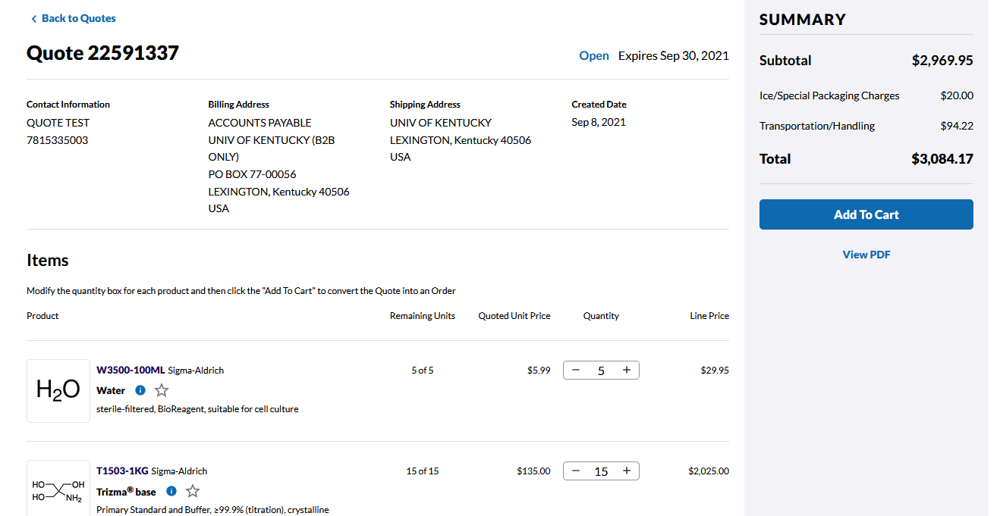 Back to Quotes
Quote 22591337
Open Expires Sep 30, 2021
Contact Information
QUOTE TEST
7815335003
Billing Address
ACCOUNTS PAYABLE
UNIV OF KENTUCKY (B2B
ONLY)
PO BOX 77-00056
LEXINGTON, Kentucky 40506
USA
Shipping Address
UNIV OF KENTUCKY
LEXINGTON, Kentucky 40506
USA
Created Date
Sep 8, 2021
Items
Modify the quantity box for each product and then click the "Add To Cart" to convert the Quote into an Order
Product Remaining Units Quoted Unit Price Quantity Line Price
H₂O
W3500-100ML Sigma-Aldrich 5 of 5 $5.99 − 5 + $29.95
Water
sterile-filtered, BioReagent, suitable for cell culture
HO OH
HO NH₂
T1503-1KG Sigma-Aldrich 15 of 15 $135.00 − 15 + $2,025.00
Trizma® base
Primary Standard and Buffer, ≥99.9% (titration), crystalline
SUMMARY
Subtotal $2,969.95
Ice/Special Packaging Charges $20.00
Transportation/Handling $94.22
Total $3,084.17
Add To Cart
View PDF